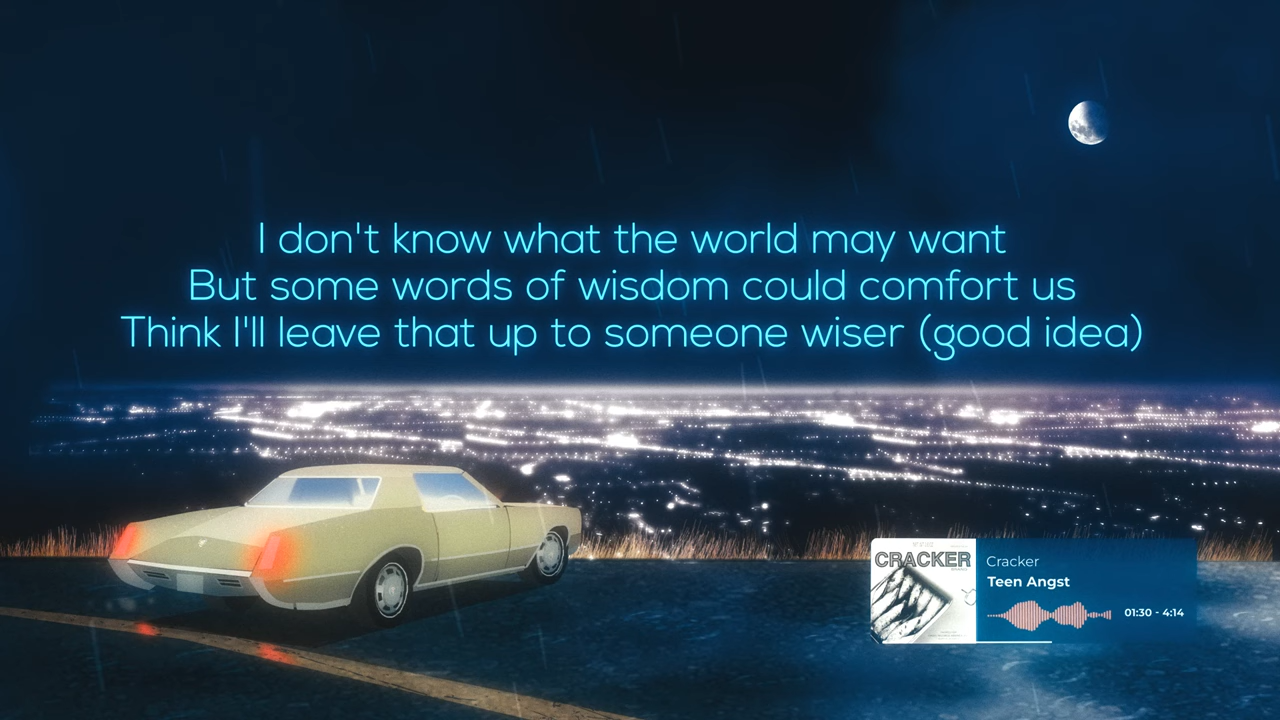 I don't know what the world may want
But some words of wisdom could comfort us
Think I'll leave that up to someone wiser (good idea)
CRACKER
Cracker
Teen Angst
01:30 - 4:14